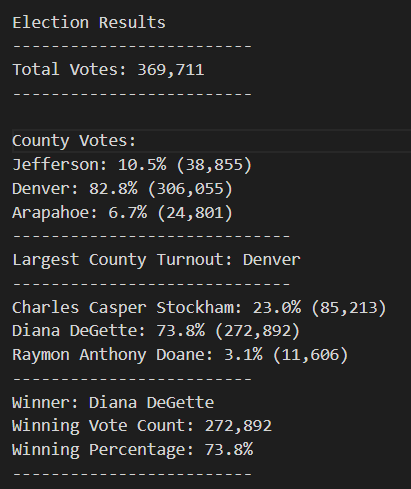 Election Results
-------------------------
Total Votes: 369,711
-------------------------
County Votes:
Jefferson: 10.5% (38,855)
Denver: 82.8% (306,055)
Arapahoe: 6.7% (24,801)
-----------------------------
Largest County Turnout: Denver
-----------------------------
Charles Casper Stockham: 23.0% (85,213)
Diana DeGette: 73.8% (272,892)
Raymon Anthony Doane: 3.1% (11,606)
-------------------------
Winner: Diana DeGette
Winning Vote Count: 272,892
Winning Percentage: 73.8%
-------------------------